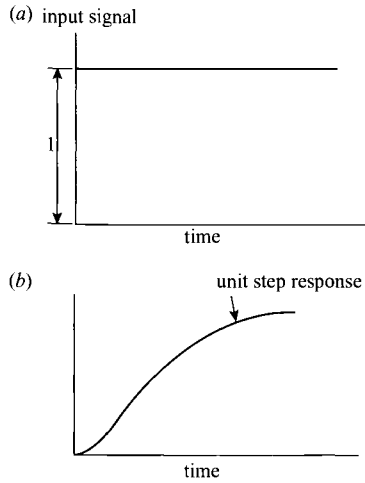 (a) input signal
1
time
(b)
unit step response
time